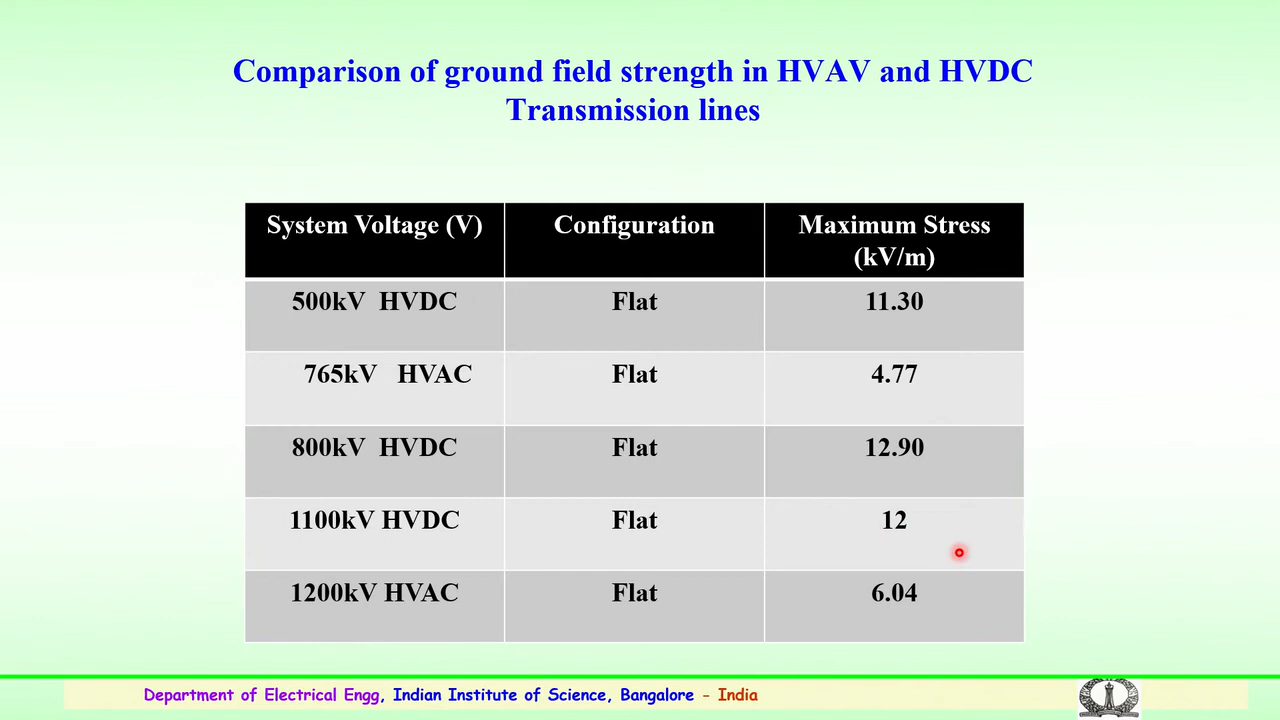 Comparison of ground field strength in HVAV and HVDC
Transmission lines
System Voltage (V) Configuration Maximum Stress
(kV/m)
500kV HVDC Flat 11.30
765kV HVAC Flat 4.77
800kV HVDC Flat 12.90
1100kV HVDC Flat 12
1200kV HVAC Flat 6.04
Department of Electrical Engg, Indian Institute of Science, Bangalore - India